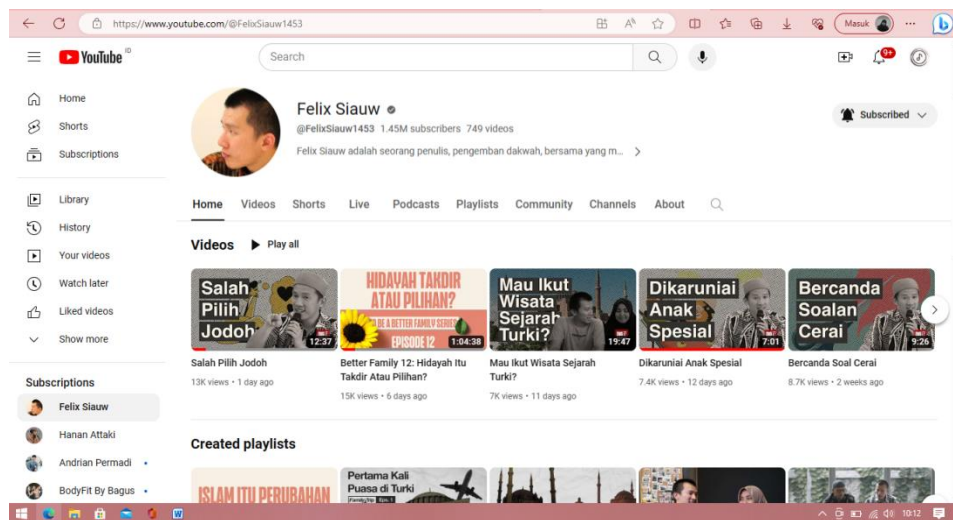 https://www.youtube.com/@FelixSiauw1453
Masuk
YouTube ID
Search
9+
Home
Shorts
Subscriptions
Library
History
Your videos
Watch later
Liked videos
Show more
Subscriptions
Felix Siauw
Hanan Attaki
Andrian Permadi
BodyFit By Bagus
Felix Siauw
@FelixSiauw1453 1.45M subscribers 749 videos
Felix Siauw adalah seorang penulis, pengemban dakwah, bersama yang m...
Subscribed
Home Videos Shorts Live Podcasts Playlists Community Channels About
Videos Play all
Salah
Pilih
Jodoh
12:37
Salah Pilih Jodoh
13K views • 1 day ago
HIDAYAH TAKDIR
ATAU PILIHAN?
BE A BETTER FAMILY SERIES
EPISODE 12
1:04:38
Better Family 12: Hidayah Itu
Takdir Atau Pilihan?
15K views • 6 days ago
Mau Ikut
Wisata
Sejarah
Turki?
19:47
Mau Ikut Wisata Sejarah
Turki?
7K views • 11 days ago
Dikaruniai
Anak
Spesial
7:01
Dikaruniai Anak Spesial
7.4K views • 12 days ago
Bercanda
Soalan
Cerai
9:26
Bercanda Soal Cerai
8.7K views • 2 weeks ago
Created playlists
ISLAM ITU PERUBAHAN
Pertama Kali
Puasa di Turki
10:12